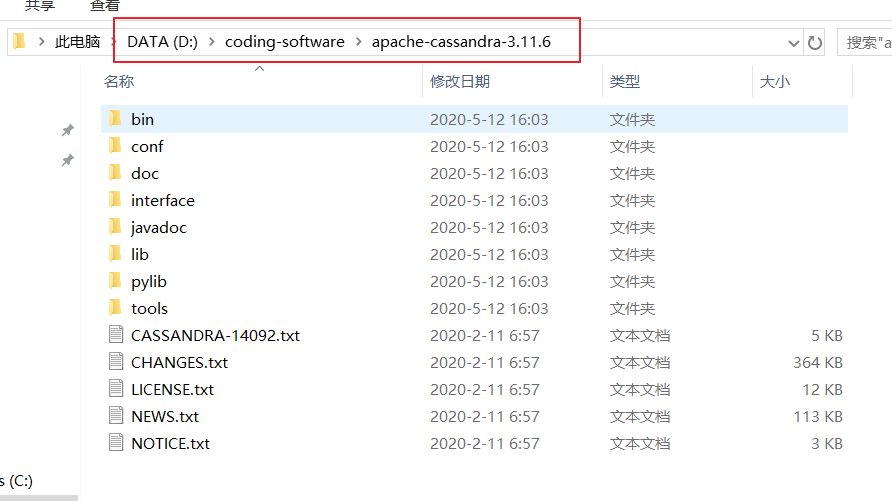 共享 查看
此电脑 > DATA (D:) > coding-software > apache-cassandra-3.11.6 搜索"a
名称 修改日期 类型 大小
bin 2020-5-12 16:03 文件夹
conf 2020-5-12 16:03 文件夹
doc 2020-5-12 16:03 文件夹
interface 2020-5-12 16:03 文件夹
javadoc 2020-5-12 16:03 文件夹
lib 2020-5-12 16:03 文件夹
pylib 2020-5-12 16:03 文件夹
tools 2020-5-12 16:03 文件夹
CASSANDRA-14092.txt 2020-2-11 6:57 文本文档 5 KB
CHANGES.txt 2020-2-11 6:57 文本文档 364 KB
LICENSE.txt 2020-2-11 6:57 文本文档 12 KB
NEWS.txt 2020-2-11 6:57 文本文档 113 KB
NOTICE.txt 2020-2-11 6:57 文本文档 3 KB
s (C:)